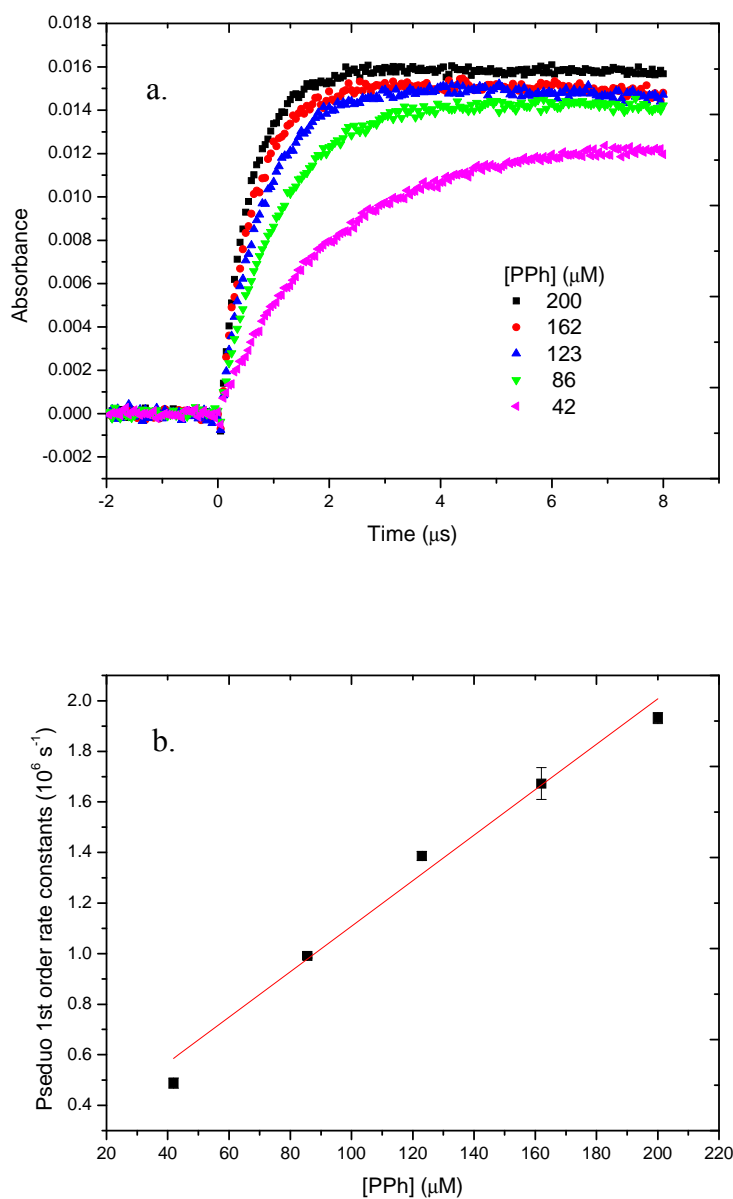 a.
0.018
0.016
0.014
0.012
0.010
0.008
0.006
0.004
0.002
0.000
-0.002
Absorbance
[PPh] (μM)
200
162
123
86
42
-2 0 2 4 6 8
Time (μs)
b.
2.0
1.8
1.6
1.4
1.2
1.0
0.8
0.6
0.4
Pseduo 1st order rate constants (10⁶ s⁻¹)
20 40 60 80 100 120 140 160 180 200 220
[PPh] (μM)